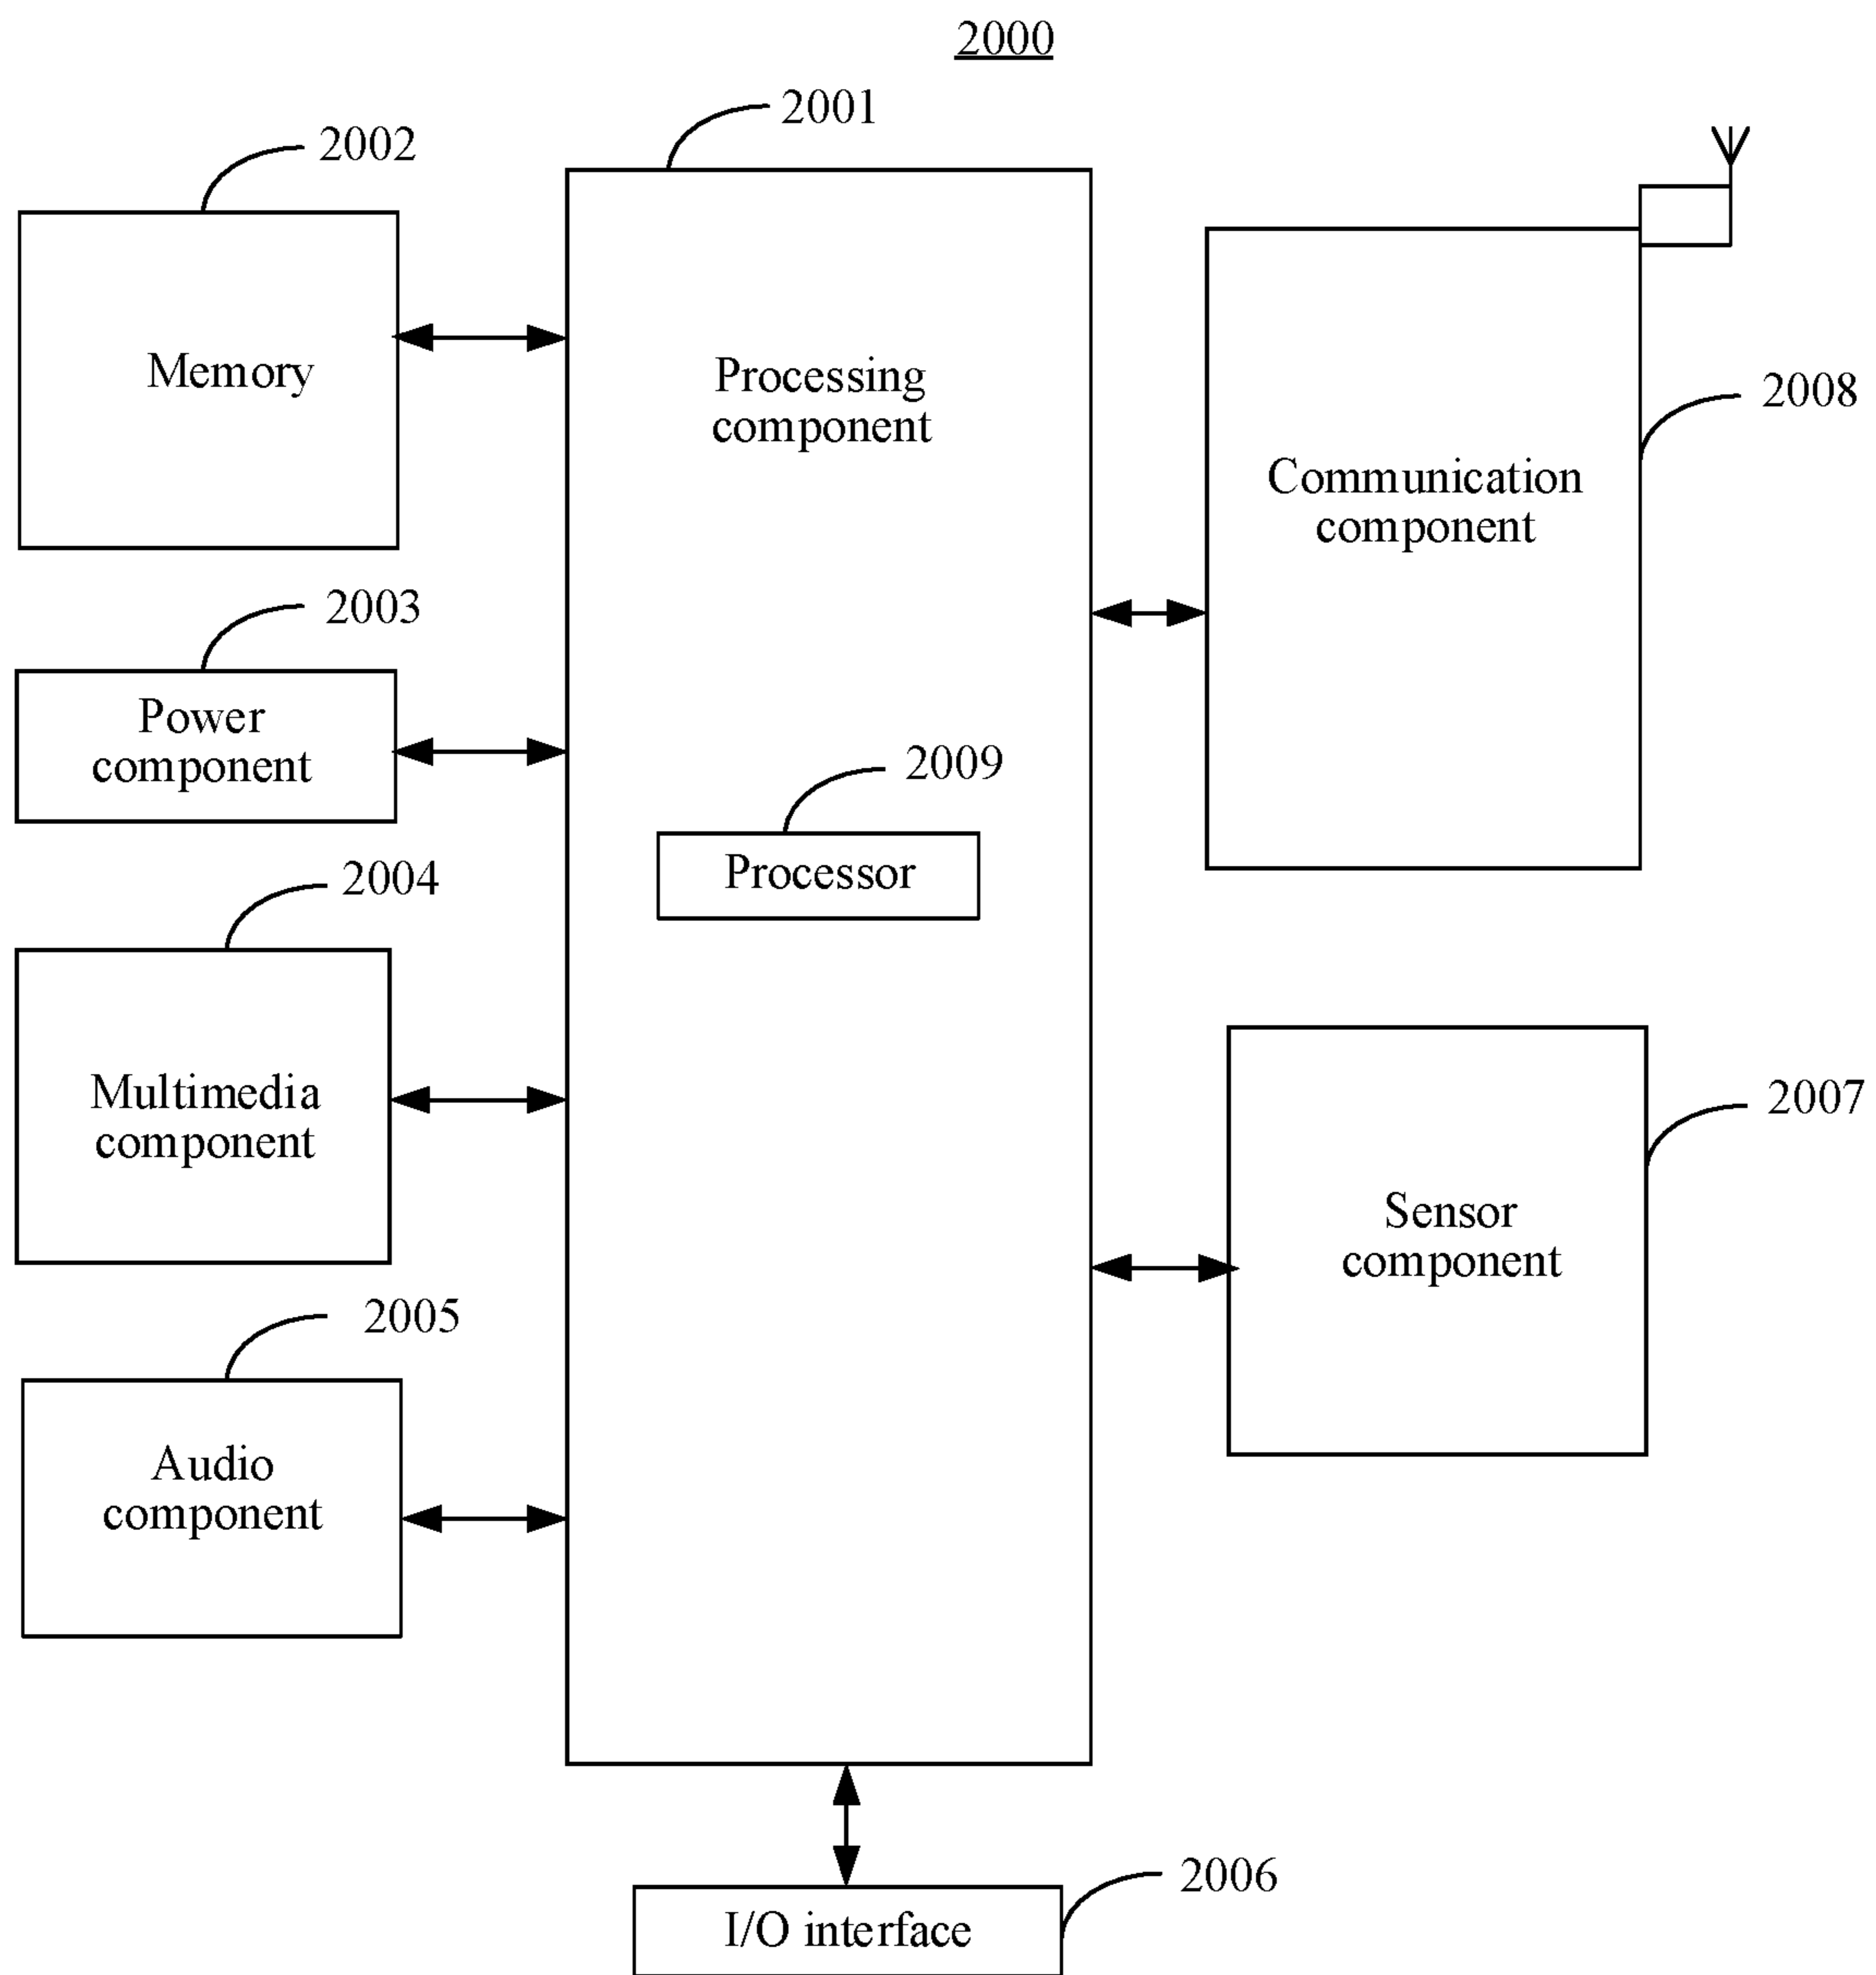 2000
2001
2002
Memory
Processing
component
2008
Communication
component
2003
Power
component
2009
Processor
2004
Multimedia
component
2007
Sensor
component
2005
Audio
component
2006
I/O interface